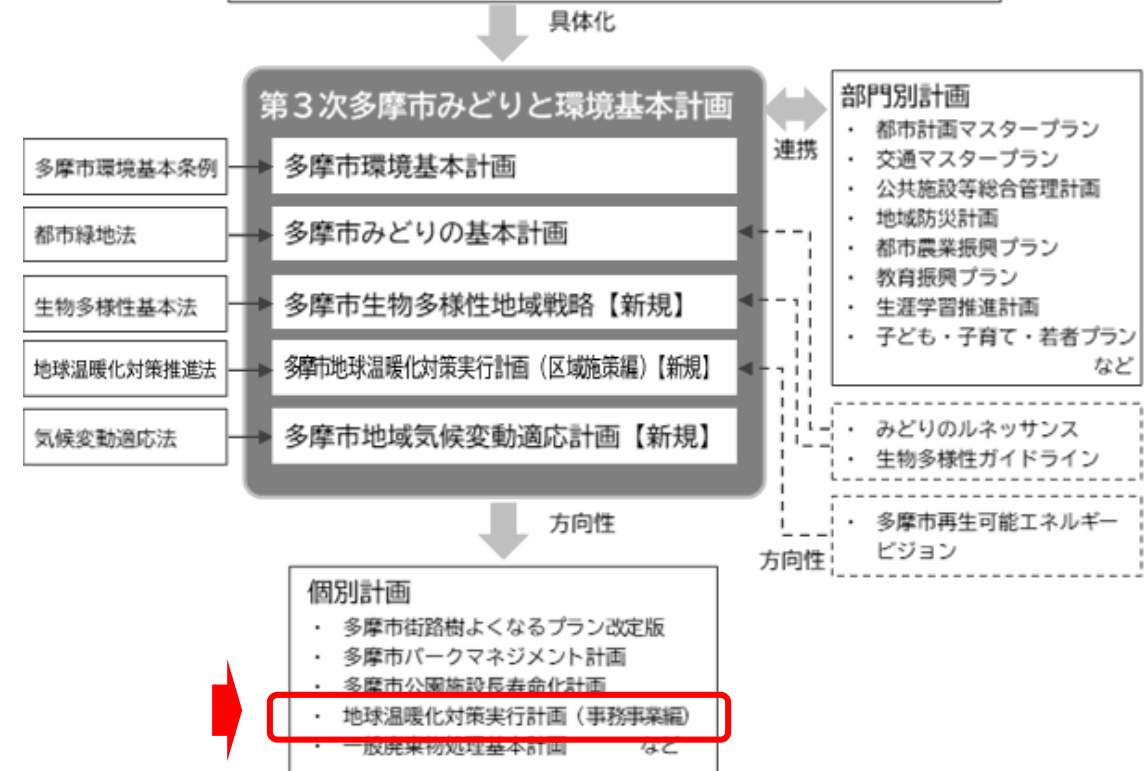 具体化
第３次多摩市みどりと環境基本計画
多摩市環境基本条例
多摩市環境基本計画
都市緑地法
多摩市みどりの基本計画
生物多様性基本法
多摩市生物多様性地域戦略【新規】
地球温暖化対策推進法
多摩市地球温暖化対策実行計画（区域施策編）【新規】
気候変動適応法
多摩市地域気候変動適応計画【新規】
連携
部門別計画
・ 都市計画マスタープラン
・ 交通マスタープラン
・ 公共施設等総合管理計画
・ 地域防災計画
・ 都市農業振興プラン
・ 教育振興プラン
・ 生涯学習推進計画
・ 子ども・子育て・若者プラン
など
・ みどりのルネッサンス
・ 生物多様性ガイドライン
・ 多摩市再生可能エネルギー
ビジョン
方向性
方向性
個別計画
・ 多摩市街路樹よくなるプラン改定版
・ 多摩市パークマネジメント計画
・ 多摩市公園施設長寿命化計画
・ 地球温暖化対策実行計画（事務事業編）
・ 一般廃棄物処理基本計画 など